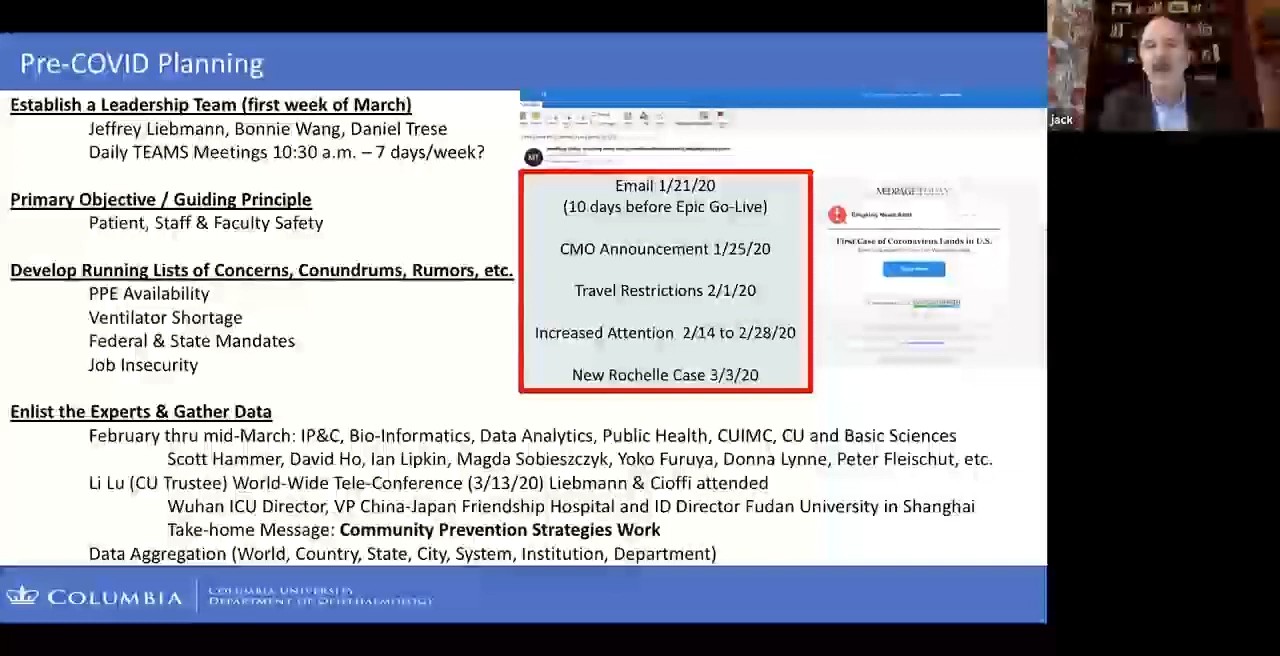 Pre-COVID Planning
jack
Establish a Leadership Team (first week of March)
Jeffrey Liebmann, Bonnie Wang, Daniel Trese
Daily TEAMS Meetings 10:30 a.m. – 7 days/week?
Primary Objective / Guiding Principle
Patient, Staff & Faculty Safety
Develop Running Lists of Concerns, Conundrums, Rumors, etc.
PPE Availability
Ventilator Shortage
Federal & State Mandates
Job Insecurity
MT
Email 1/21/20
(10 days before Epic Go-Live)
CMO Announcement 1/25/20
Travel Restrictions 2/1/20
Increased Attention 2/14 to 2/28/20
New Rochelle Case 3/3/20
MEDPAGE TODAY
Breaking News Alert
First Case of Coronavirus Lands in U.S.
Enlist the Experts & Gather Data
February thru mid-March: IP&C, Bio-Informatics, Data Analytics, Public Health, CUIMC, CU and Basic Sciences
Scott Hammer, David Ho, Ian Lipkin, Magda Sobieszczyk, Yoko Furuya, Donna Lynne, Peter Fleischut, etc.
Li Lu (CU Trustee) World-Wide Tele-Conference (3/13/20) Liebmann & Cioffi attended
Wuhan ICU Director, VP China-Japan Friendship Hospital and ID Director Fudan University in Shanghai
Take-home Message: Community Prevention Strategies Work
Data Aggregation (World, Country, State, City, System, Institution, Department)
COLUMBIA
COLUMBIA UNIVERSITY
DEPARTMENT OF OPHTHALMOLOGY